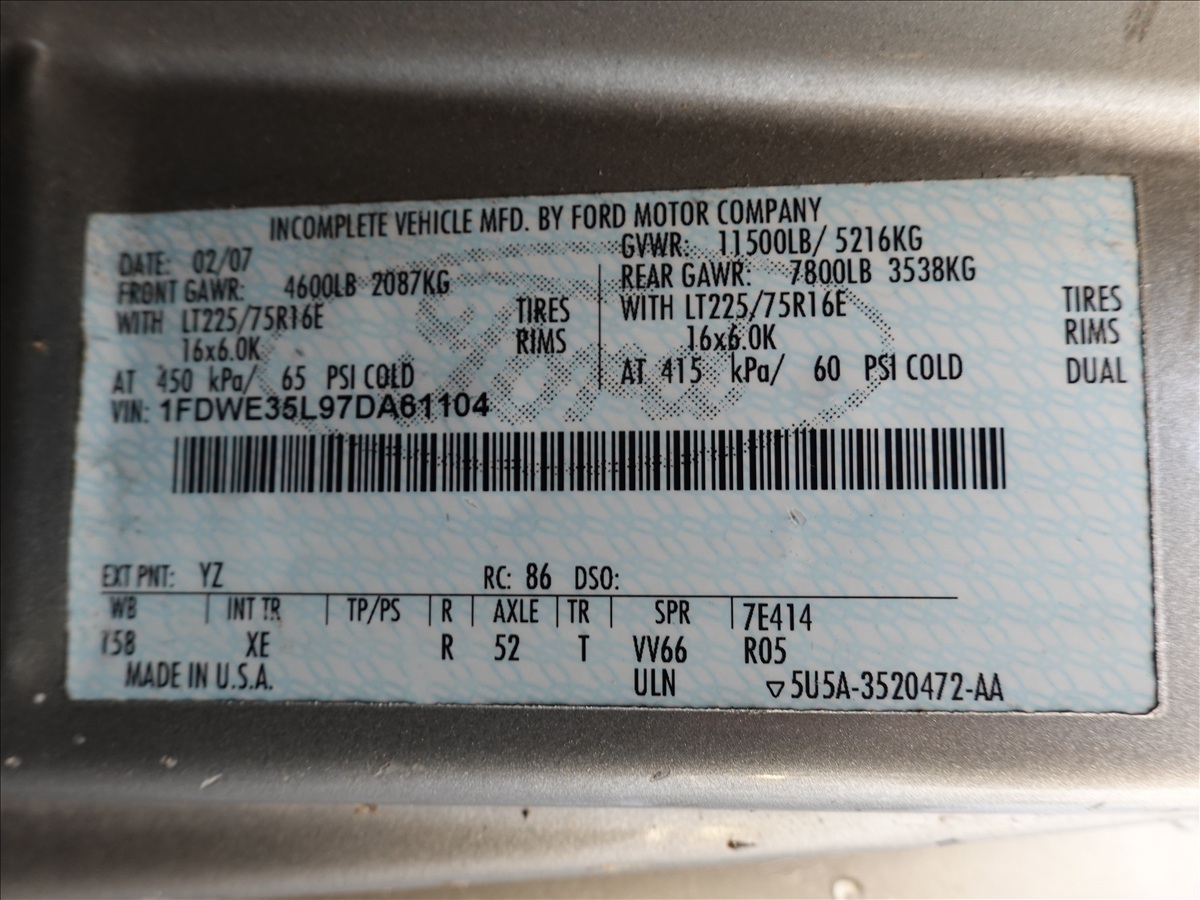 INCOMPLETE VEHICLE MFD. BY FORD MOTOR COMPANY
DATE: 02/07 GVWR: 11500LB/ 5216KG
FRONT GAWR: 4600LB 2087KG REAR GAWR: 7800LB 3538KG
WITH LT225/75R16E TIRES WITH LT225/75R16E TIRES
16x6.0K RIMS 16x6.0K RIMS
AT 450 kPa/ 65 PSI COLD AT 415 kPa/ 60 PSI COLD DUAL
VIN: 1FDWE35L97DA61104
EXT PNT: YZ RC: 86 DSO:
WB | INT TR | TP/PS | R | AXLE | TR | SPR | 7E414
158 XE R 52 T VV66 R05
MADE IN U.S.A. ULN ▽5U5A-3520472-AA